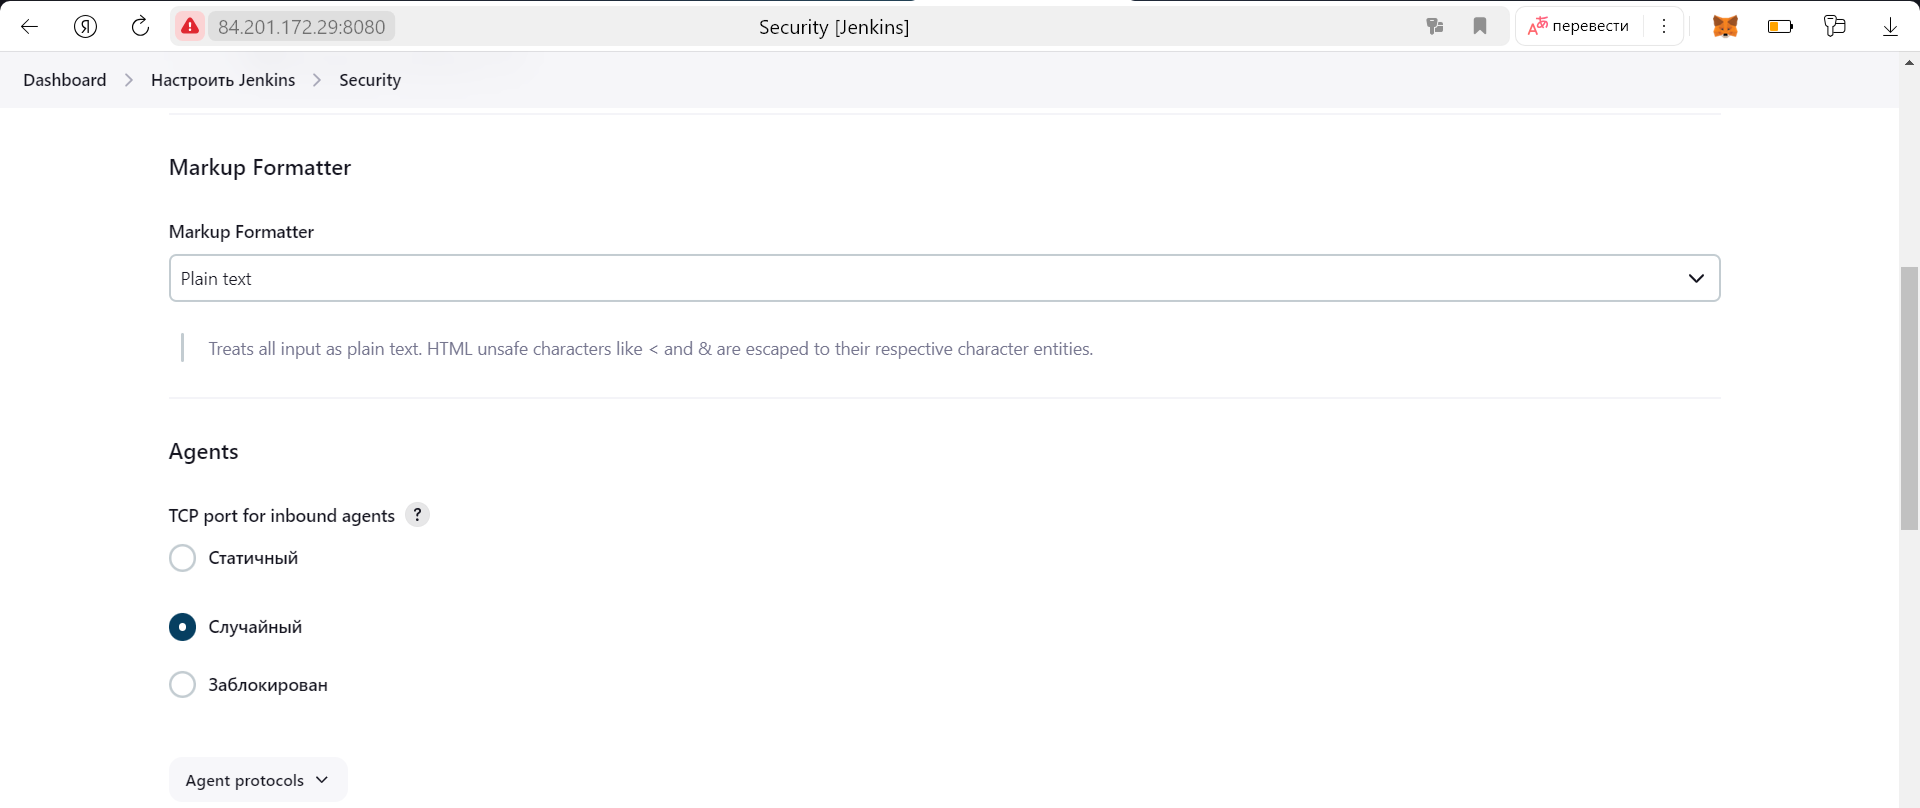 84.201.172.29:8080
Security [Jenkins]
перевести
Dashboard
Настроить Jenkins
Security
Markup Formatter
Markup Formatter
Plain text
Treats all input as plain text. HTML unsafe characters like < and & are escaped to their respective character entities.
Agents
TCP port for inbound agents ?
Статичный
Случайный
Заблокирован
Agent protocols